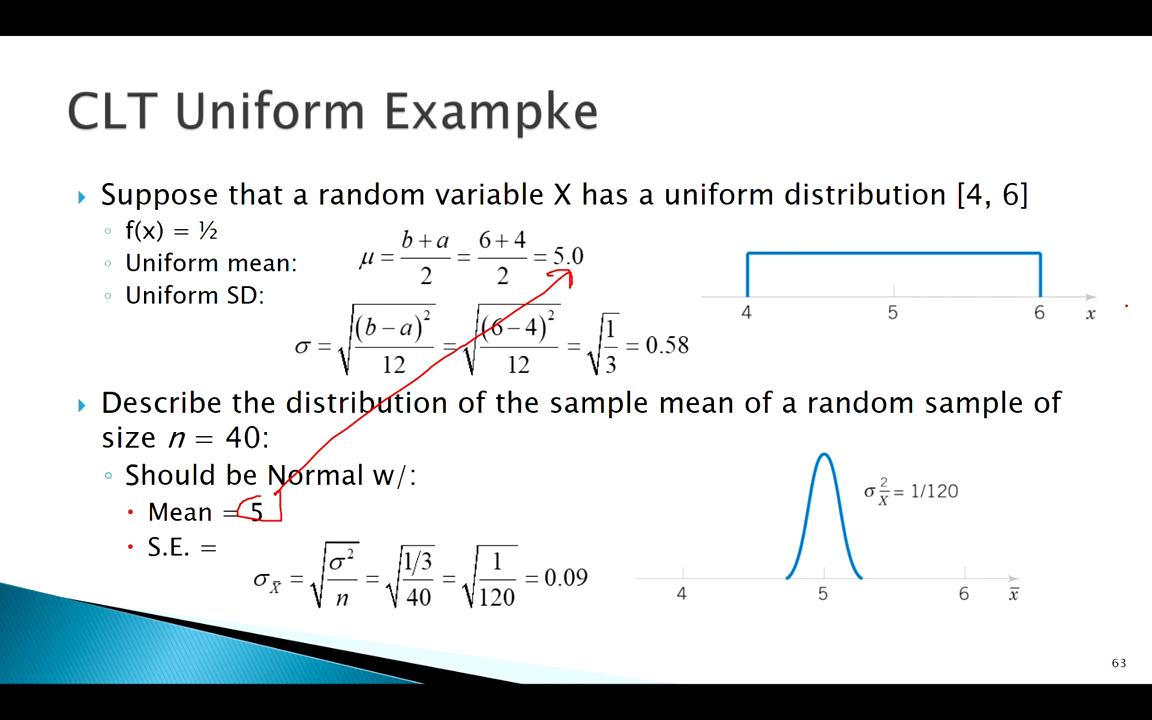 CLT Uniform Exampke
Suppose that a random variable X has a uniform distribution [4, 6]
f(x) = ½
Uniform mean:
μ = (b + a)/2 = (6 + 4)/2 = 5.0
Uniform SD:
σ = √((b − a)²/12) = √((6 − 4)²/12) = √(1/3) = 0.58
4 5 6 x
Describe the distribution of the sample mean of a random sample of
size n = 40:
Should be Normal w/:
Mean = 5
S.E. =
σ_X̄ = √(σ²/n) = √((1/3)/40) = √(1/120) = 0.09
σ²_X̄ = 1/120
4 5 6 x̄
63